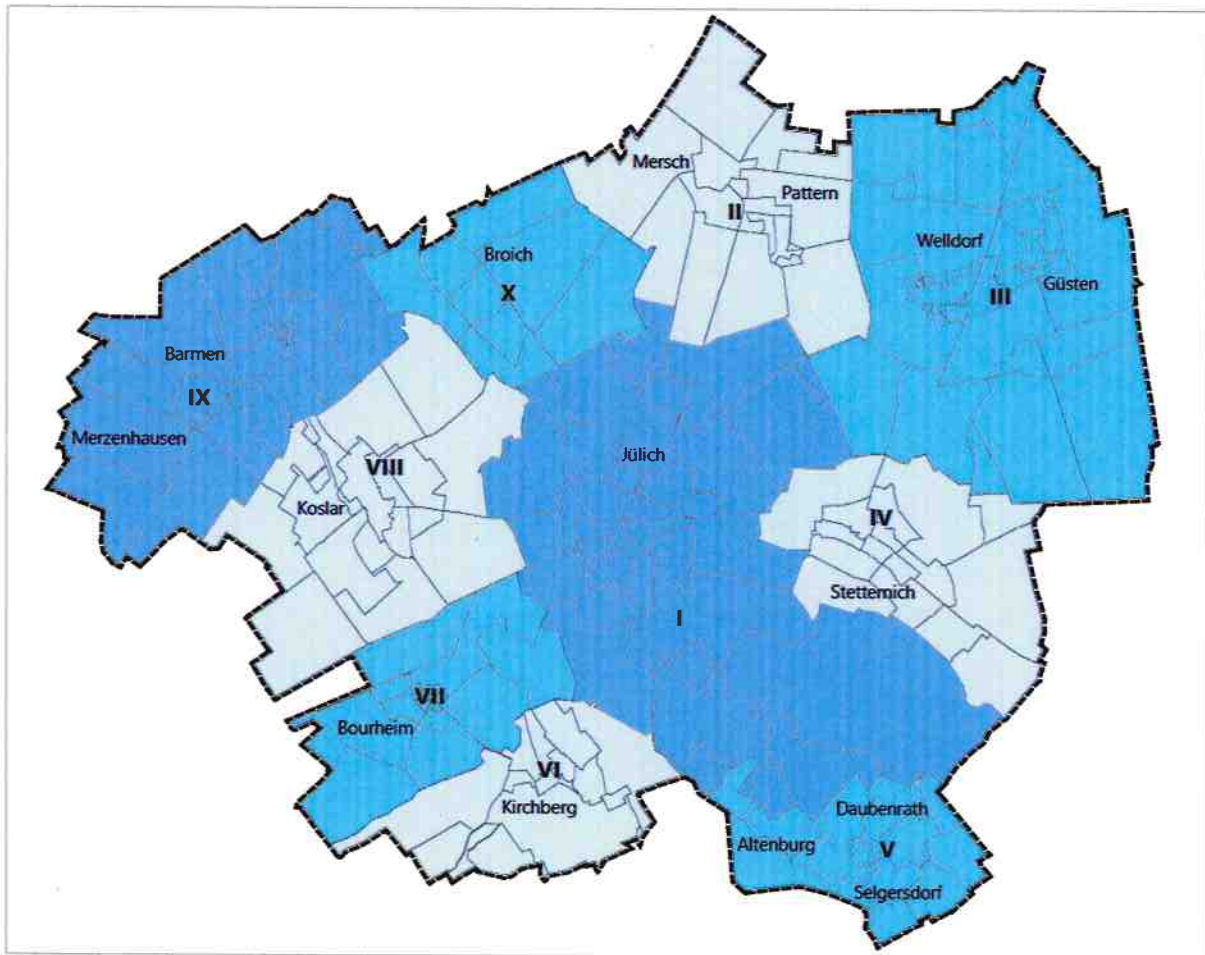 Mersch
Pattern
II
Welldorf
Broich
Güsten
X
III
Barmen
IX
Merzenhausen
Jülich
VIII
Koslar
IV
Stetternich
I
VII
Bourheim
VI
Kirchberg
Daubenrath
Altenburg
V
Selgersdorf